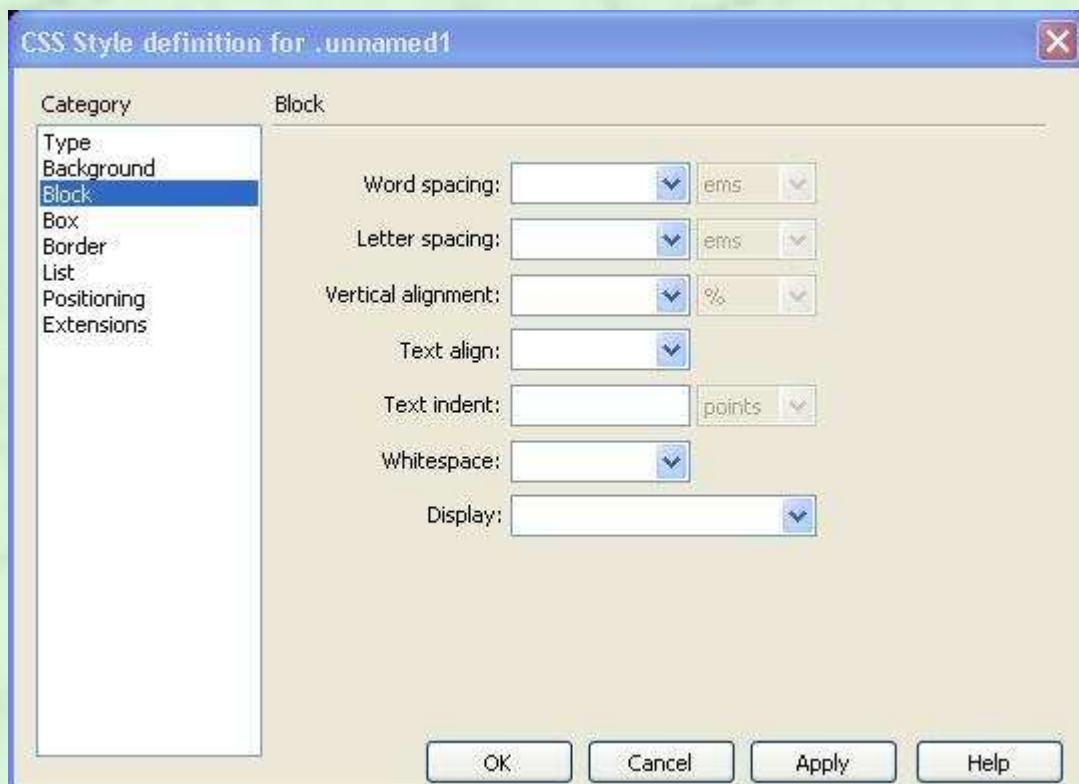 CSS Style definition for .unnamed1
Category
Block
Type
Background
Block
Box
Border
List
Positioning
Extensions
Word spacing: ems
Letter spacing: ems
Vertical alignment: %
Text align:
Text indent: points
Whitespace:
Display:
OK Cancel Apply Help